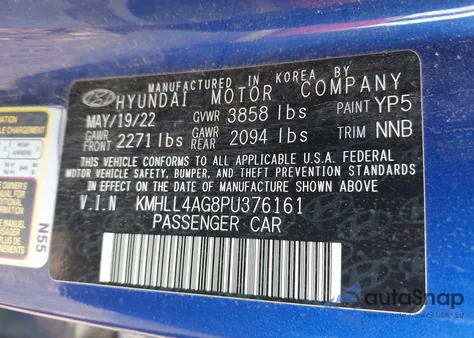 MANUFACTURED IN KOREA BY
HYUNDAI MOTOR COMPANY
MAY/19/22 GVWR 3858 lbs PAINT YP5
GAWR FRONT 2271 lbs GAWR REAR 2094 lbs TRIM NNB
THIS VEHICLE CONFORMS TO ALL APPLICABLE U.S.A. FEDERAL
MOTOR VEHICLE SAFETY, BUMPER, AND THEFT PREVENTION STANDARDS
IN EFFECT ON THE DATE OF MANUFACTURE SHOWN ABOVE.
V.I.N KMHLL4AG8PU376161
PASSENGER CAR
N55
autoSnap